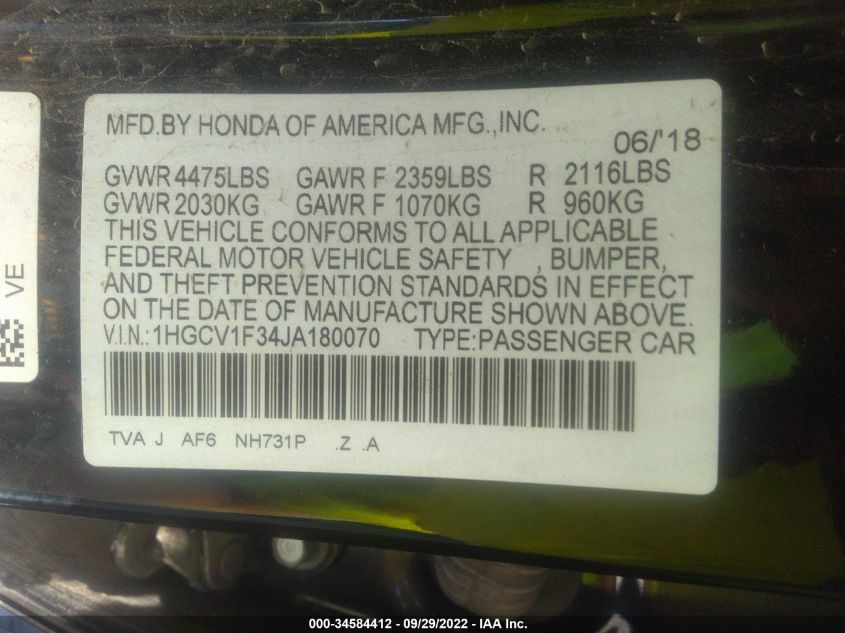 MFD.BY HONDA OF AMERICA MFG.,INC.
06/'18
GVWR 4475LBS GAWR F 2359LBS R 2116LBS
GVWR 2030KG GAWR F 1070KG R 960KG
THIS VEHICLE CONFORMS TO ALL APPLICABLE
FEDERAL MOTOR VEHICLE SAFETY , BUMPER,
AND THEFT PREVENTION STANDARDS IN EFFECT
ON THE DATE OF MANUFACTURE SHOWN ABOVE.
V.I.N.:1HGCV1F34JA180070 TYPE:PASSENGER CAR
TVA J AF6 NH731P .Z .A
VE
000-34584412 - 09/29/2022 - IAA Inc.